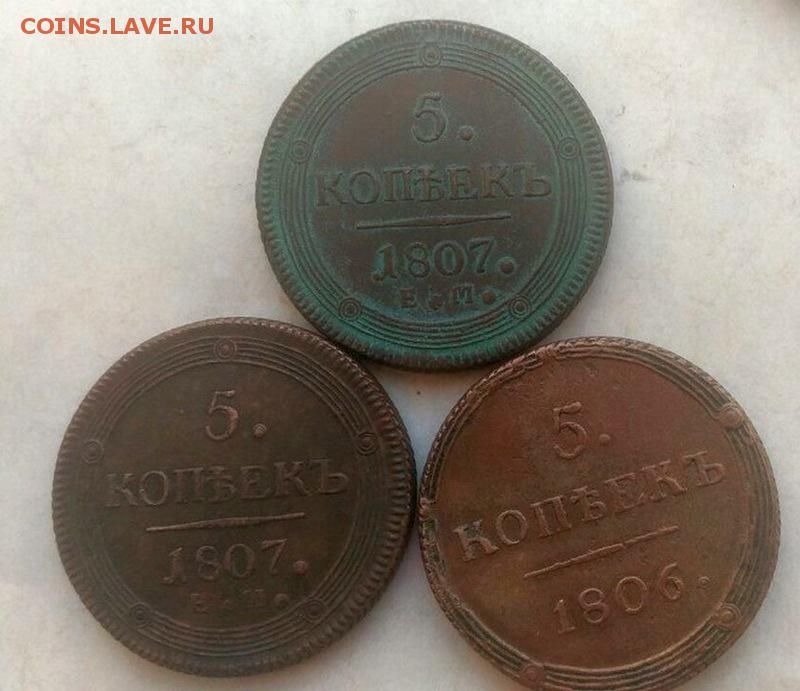 COINS.LAVE.RU
5.
КОПѢЕКЪ
1807.
Е.М.
5.
КОПѢЕКЪ
1807.
Е.М.
5.
КОПѢЕКЪ
1806.